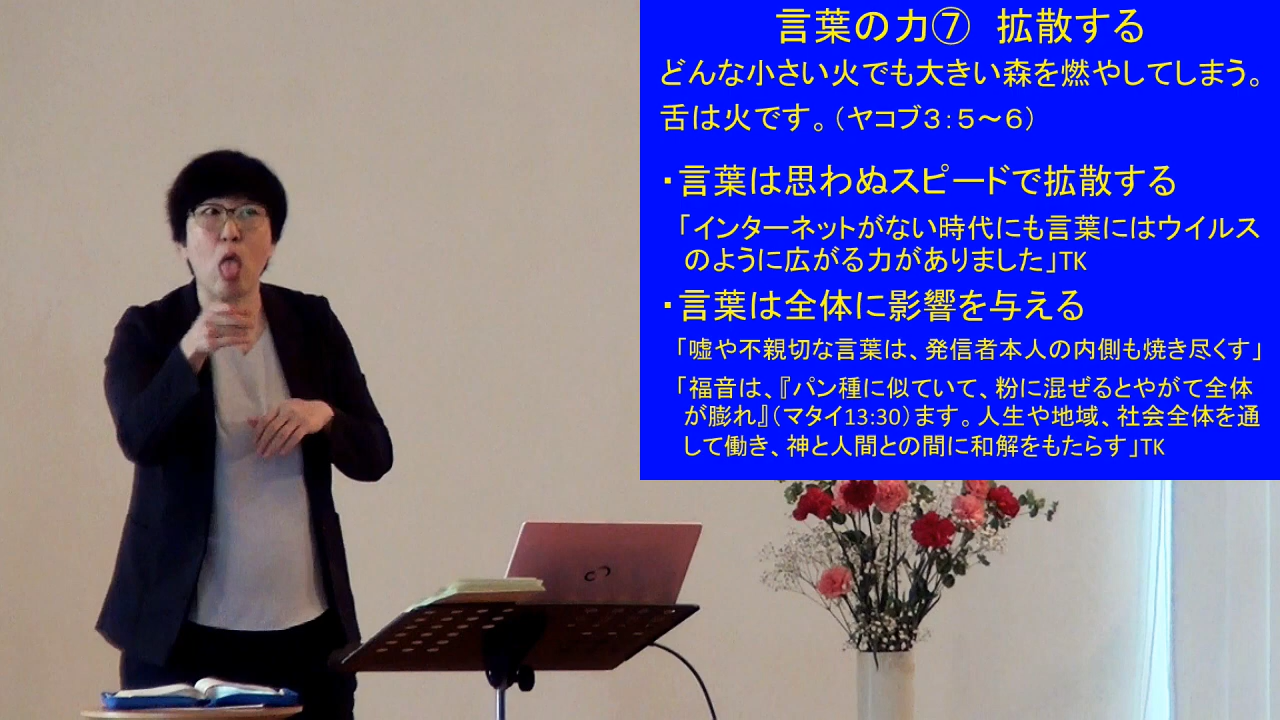 言葉の力⑦　拡散する
どんな小さい火でも大きい森を燃やしてしまう。
舌は火です。（ヤコブ３：５～６）
・言葉は思わぬスピードで拡散する
「インターネットがない時代にも言葉にはウイルス
のように広がる力がありました」TK
・言葉は全体に影響を与える
「嘘や不親切な言葉は、発信者本人の内側も焼き尽くす」
「福音は、『パン種に似ていて、粉に混ぜるとやがて全体
が膨れ』（マタイ13:30）ます。人生や地域、社会全体を通
して働き、神と人間との間に和解をもたらす」TK